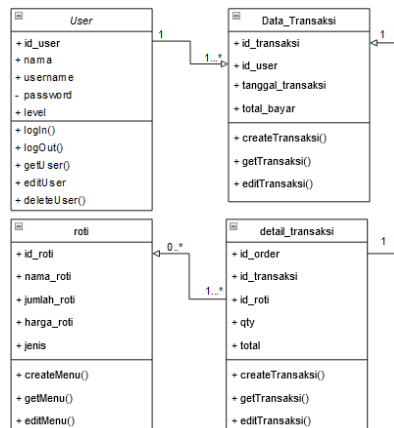 User
+ id_user
+ nama
+ username
- password
+ level
+ logIn()
+ logOut()
+ getUser()
+ editUser
+ deleteUser()
1
1...*
Data_Transaksi
+ id_transaksi
+ id_user
+ tanggal_transaksi
+ total_bayar
+ createTransaksi()
+ getTransaksi()
+ editTransaksi()
1
roti
+ id_roti
+ nama_roti
+ jumlah_roti
+ harga_roti
+ jenis
+ createMenu()
+ getMenu()
+ editMenu()
0..*
1...*
detail_transaksi
+ id_order
+ id_transaksi
+ id_roti
+ qty
+ total
+ createTransaksi()
+ getTransaksi()
+ editTransaksi()
1